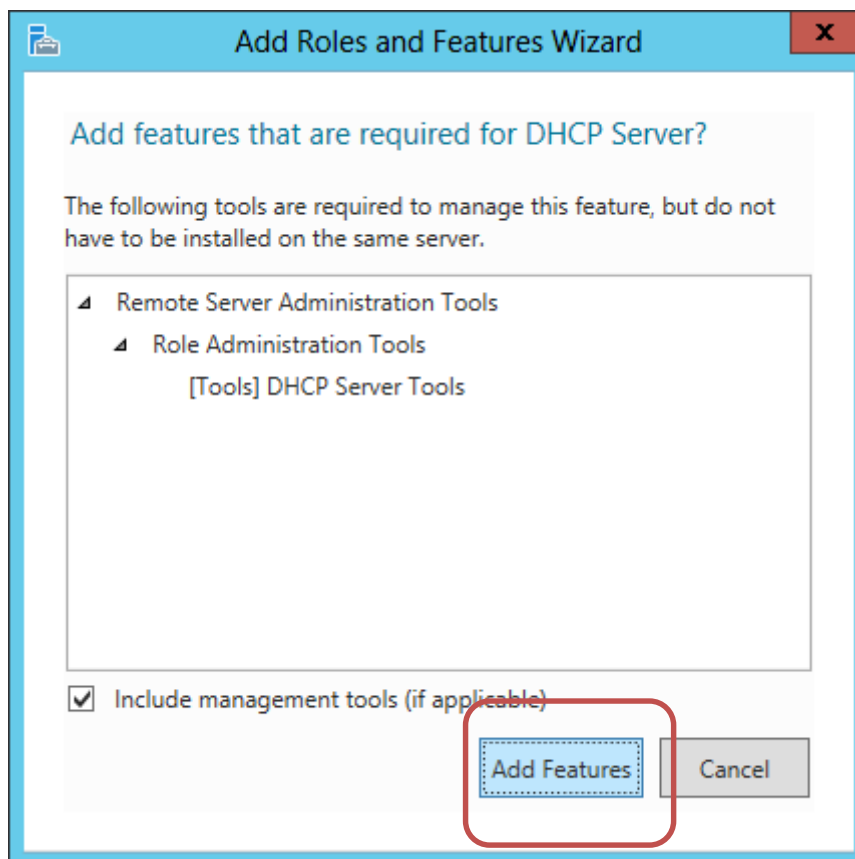 Add Roles and Features Wizard
x
Add features that are required for DHCP Server?
The following tools are required to manage this feature, but do not
have to be installed on the same server.
Remote Server Administration Tools
Role Administration Tools
[Tools] DHCP Server Tools
Include management tools (if applicable)
Add Features
Cancel